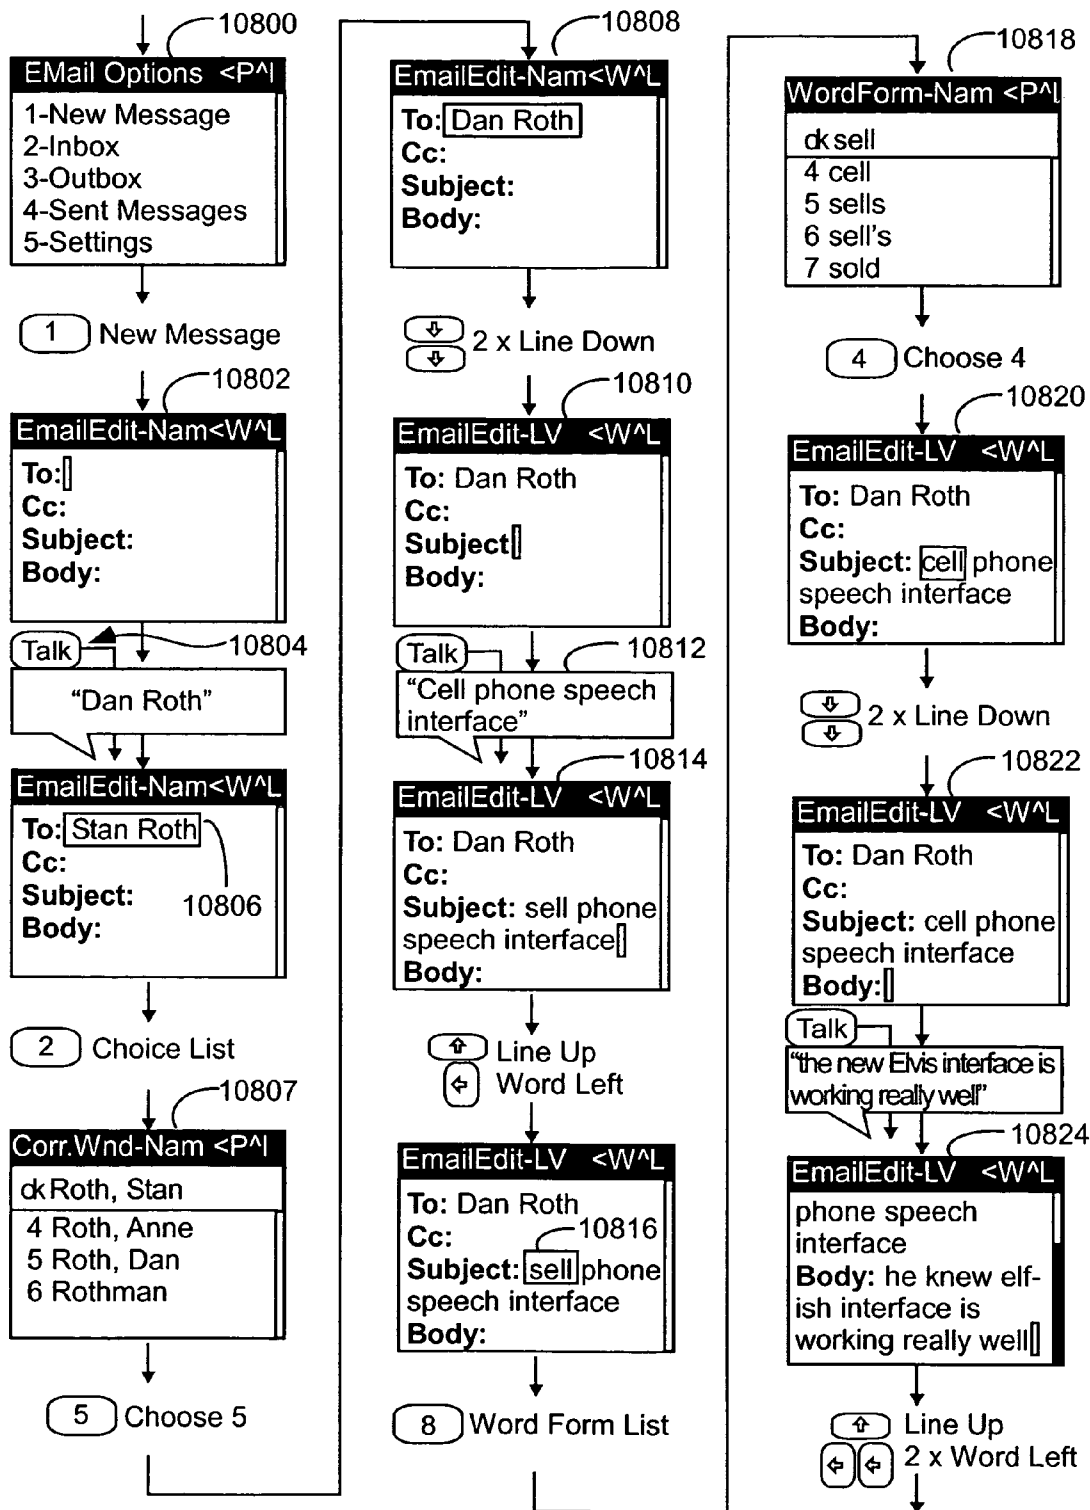 10800
EMail Options <P^l
1-New Message
2-Inbox
3-Outbox
4-Sent Messages
5-Settings
1 New Message
10802
EmailEdit-Nam<W^L
To:
Cc:
Subject:
Body:
Talk
10804
“Dan Roth”
EmailEdit-Nam<W^L
To: Stan Roth
Cc:
Subject:
10806
Body:
2 Choice List
10807
Corr.Wnd-Nam <P^l
ok Roth, Stan
4 Roth, Anne
5 Roth, Dan
6 Rothman
5 Choose 5
10808
EmailEdit-Nam<W^L
To: Dan Roth
Cc:
Subject:
Body:
2 x Line Down
10810
EmailEdit-LV <W^L
To: Dan Roth
Cc:
Subject
Body:
Talk
10812
“Cell phone speech
interface”
10814
EmailEdit-LV <W^L
To: Dan Roth
Cc:
Subject: sell phone
speech interface
Body:
Line Up
Word Left
EmailEdit-LV <W^L
To: Dan Roth
Cc:
10816
Subject: sell phone
speech interface
Body:
8 Word Form List
10818
WordForm-Nam <P^l
ok sell
4 cell
5 sells
6 sell's
7 sold
4 Choose 4
10820
EmailEdit-LV <W^L
To: Dan Roth
Cc:
Subject: cell phone
speech interface
Body:
2 x Line Down
10822
EmailEdit-LV <W^L
To: Dan Roth
Cc:
Subject: cell phone
speech interface
Body:
Talk
“the new Elvis interface is
working really well”
10824
EmailEdit-LV <W^L
phone speech
interface
Body: he knew elf-
ish interface is
working really well
Line Up
2 x Word Left